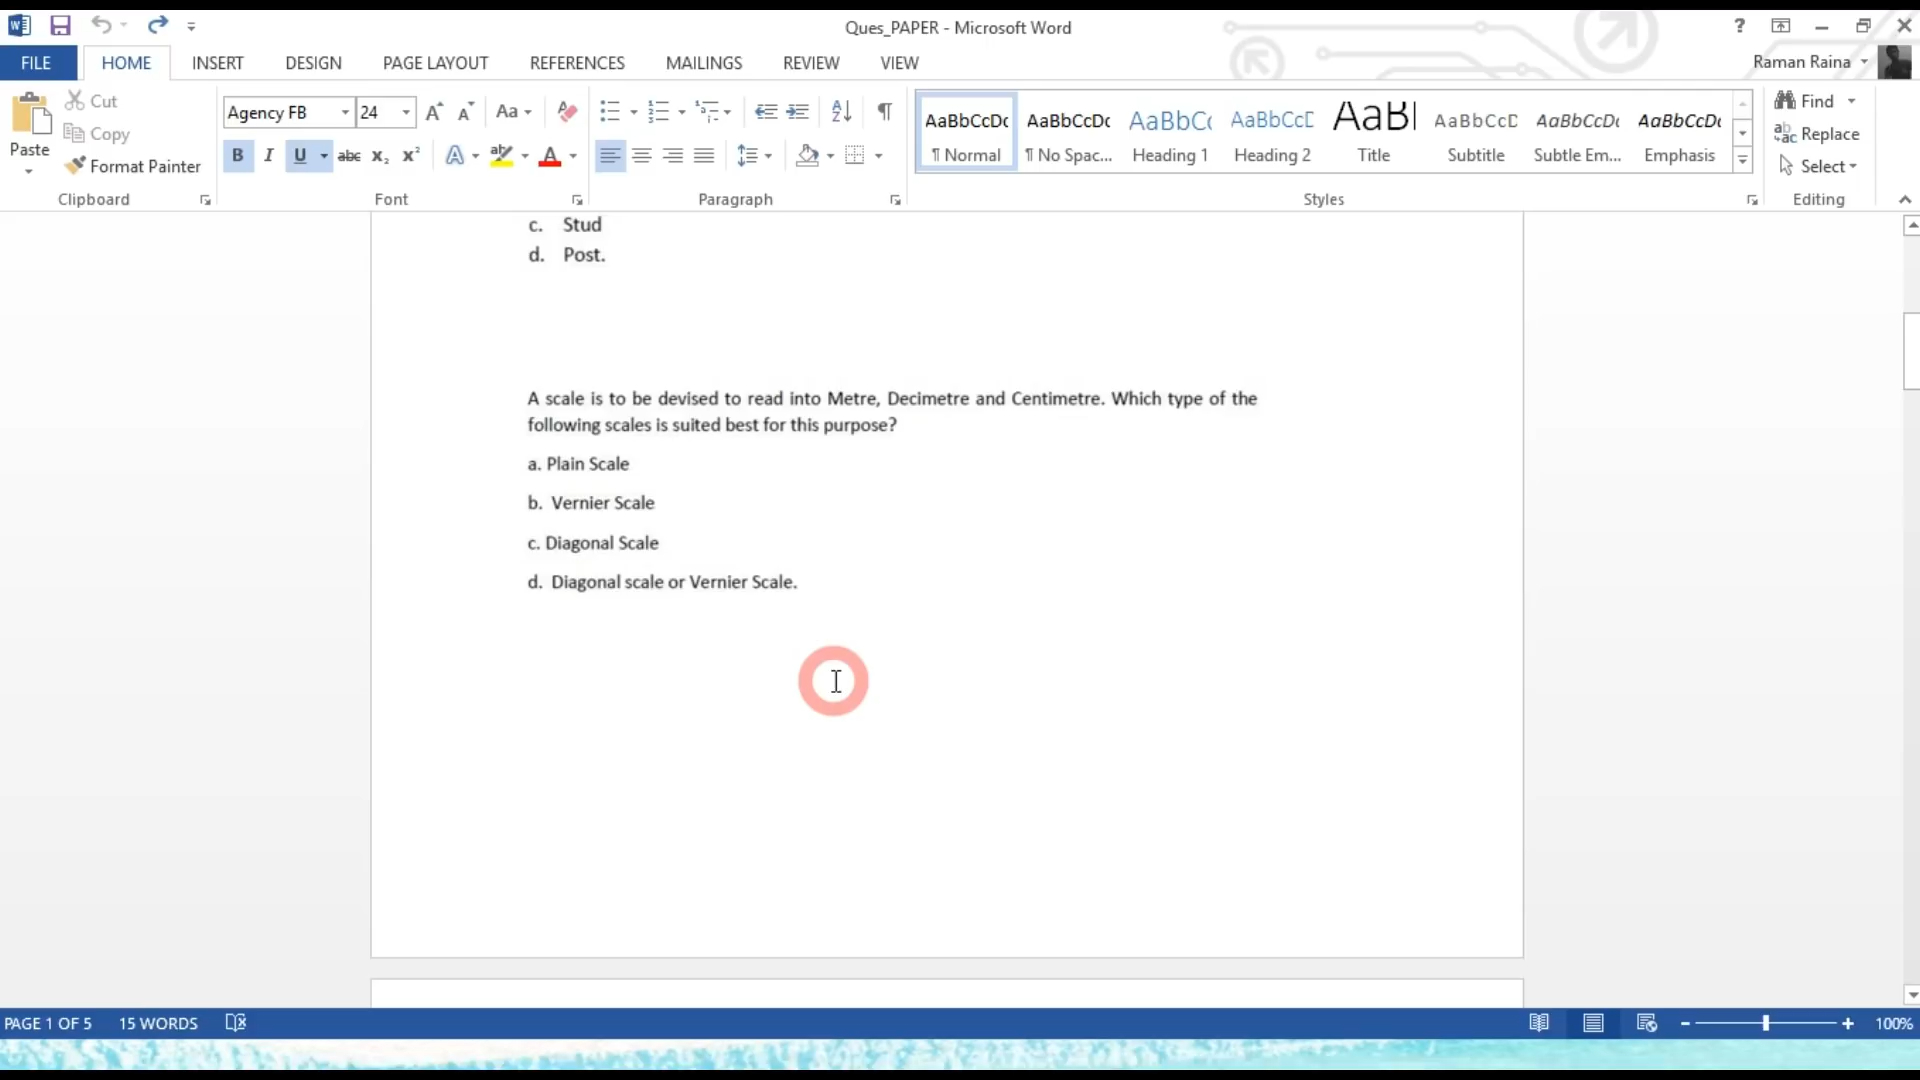 Ques_PAPER - Microsoft Word
FILE HOME INSERT DESIGN PAGE LAYOUT REFERENCES MAILINGS REVIEW VIEW Raman Raina
Paste
Cut
Copy
Format Painter
Clipboard
Agency FB 24
Font
Paragraph
AaBbCcDc AaBbCcDc AaBbC( AaBbCcD AaB AaBbCcD AaBbCcDc AaBbCcDc
¶ Normal ¶ No Spac... Heading 1 Heading 2 Title Subtitle Subtle Em... Emphasis
Styles
Find
Replace
Select
Editing
c. Stud
d. Post.
A scale is to be devised to read into Metre, Decimetre and Centimetre. Which type of the
following scales is suited best for this purpose?
a. Plain Scale
b. Vernier Scale
c. Diagonal Scale
d. Diagonal scale or Vernier Scale.
PAGE 1 OF 5 15 WORDS 100%